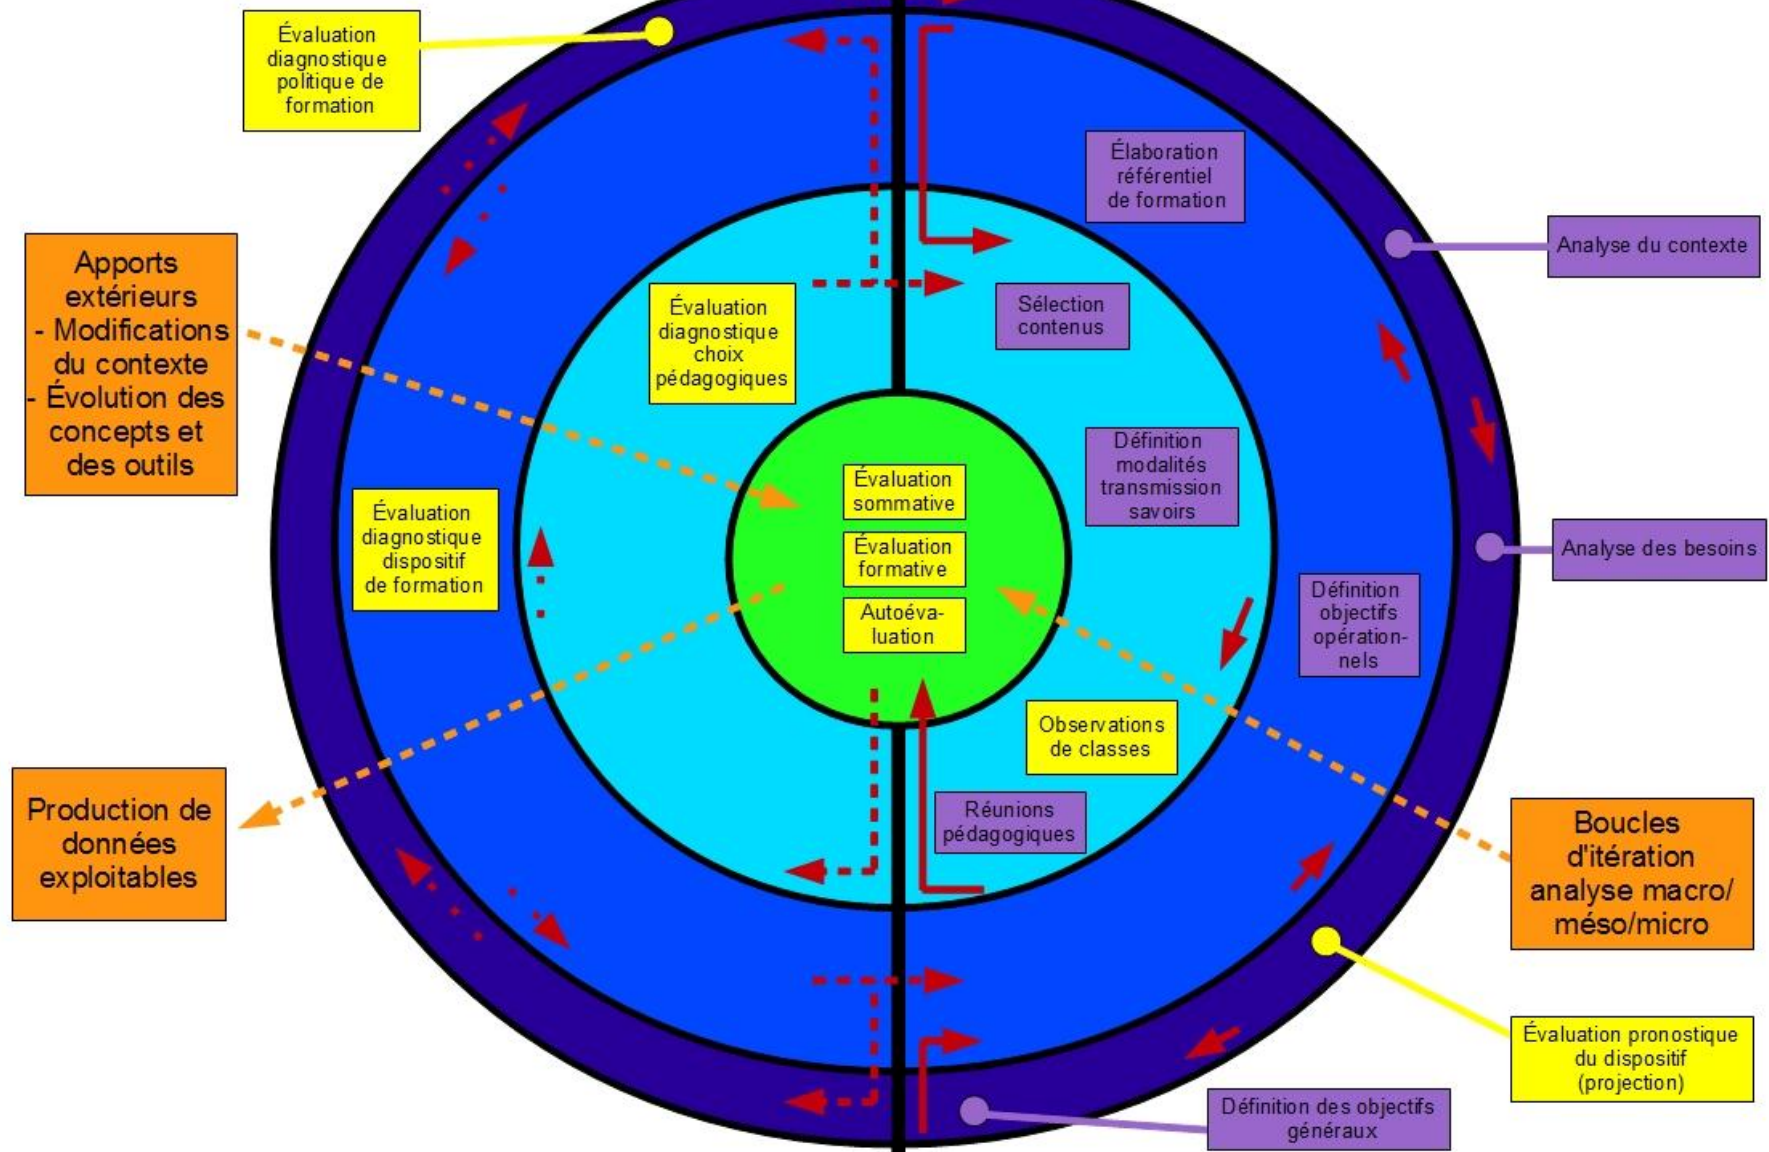 Évaluation
diagnostique
politique de
formation
Élaboration
référentiel
de formation
Analyse du contexte
Apports
extérieurs
- Modifications
du contexte
- Évolution des
concepts et
des outils
Évaluation
diagnostique
choix
pédagogiques
Sélection
contenus
Définition
modalités
transmission
savoirs
Évaluation
sommative
Évaluation
formative
Autoéva-
luation
Évaluation
diagnostique
dispositif
de formation
Analyse des besoins
Définition
objectifs
opération-
nels
Observations
de classes
Réunions
pédagogiques
Production de
données
exploitables
Boucles
d'itération
analyse macro/
méso/micro
Évaluation pronostique
du dispositif
(projection)
Définition des objectifs
généraux